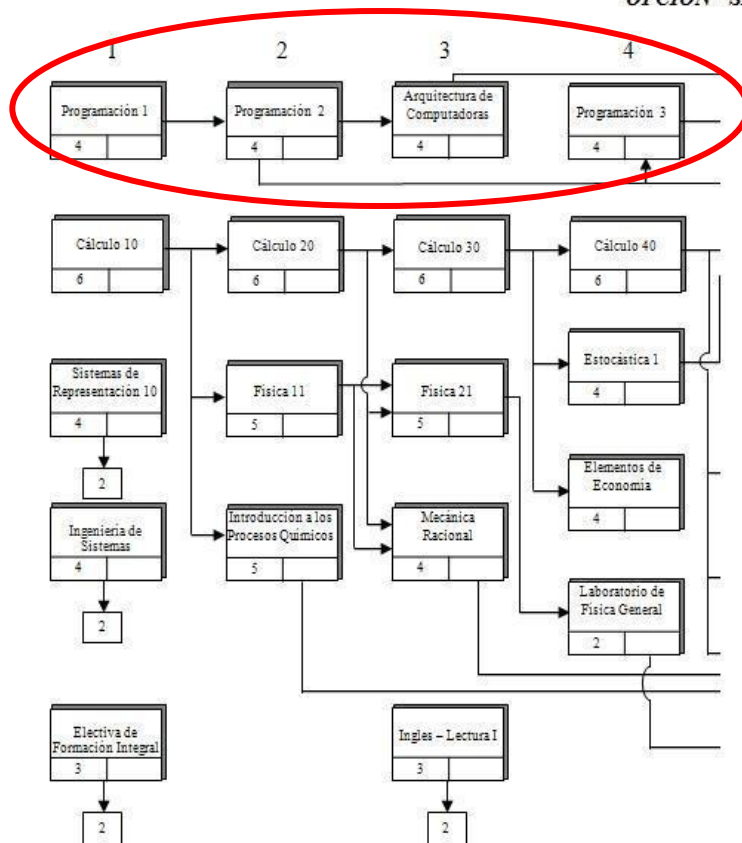 OPCIÓN
1 2 3 4
Programación 1
4
Programación 2
4
Arquitectura de
Computadoras
4
Programación 3
4
Cálculo 10
6
Cálculo 20
6
Cálculo 30
6
Cálculo 40
6
Sistemas de
Representación 10
4
2
Física 11
5
Física 21
5
Estocástica 1
4
Elementos de
Economía
4
Ingeniería de
Sistemas
4
2
Introducción a los
Procesos Químicos
5
Mecánica
Racional
4
Laboratorio de
Física General
2
Electiva de
Formación Integral
3
2
Ingles – Lectura I
3
2